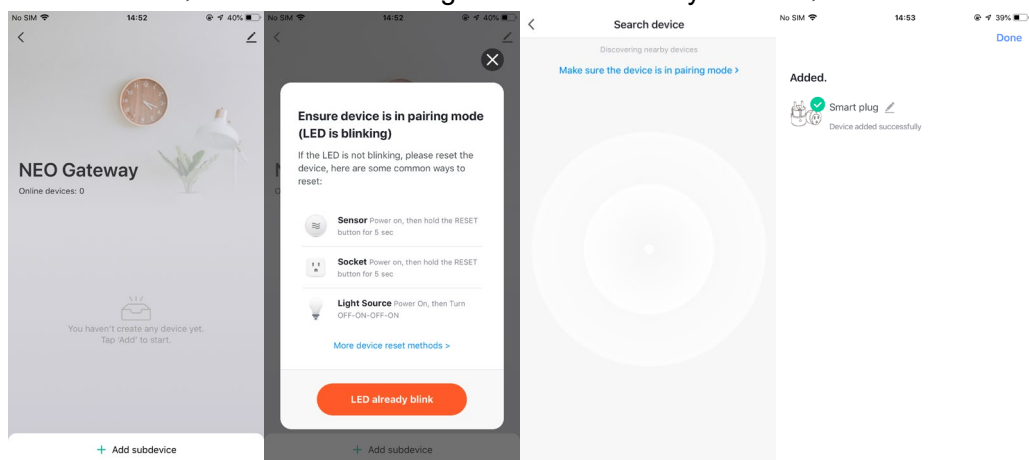 No SIM 14:52 40%
NEO Gateway
Online devices: 0
You haven't create any device yet.
Tap 'Add' to start.
+ Add subdevice
No SIM 14:52 40%
Ensure device is in pairing mode
(LED is blinking)
If the LED is not blinking, please reset the
device, here are some common ways to
reset:
Sensor Power on, then hold the RESET
button for 5 sec
Socket Power on, then hold the RESET
button for 5 sec
Light Source Power On, then Turn
OFF-ON-OFF-ON
More device reset methods >
LED already blink
+ Add subdevice
Search device
Discovering nearby devices
Make sure the device is in pairing mode >
No SIM 14:53 39%
Done
Added.
Smart plug
Device added successfully